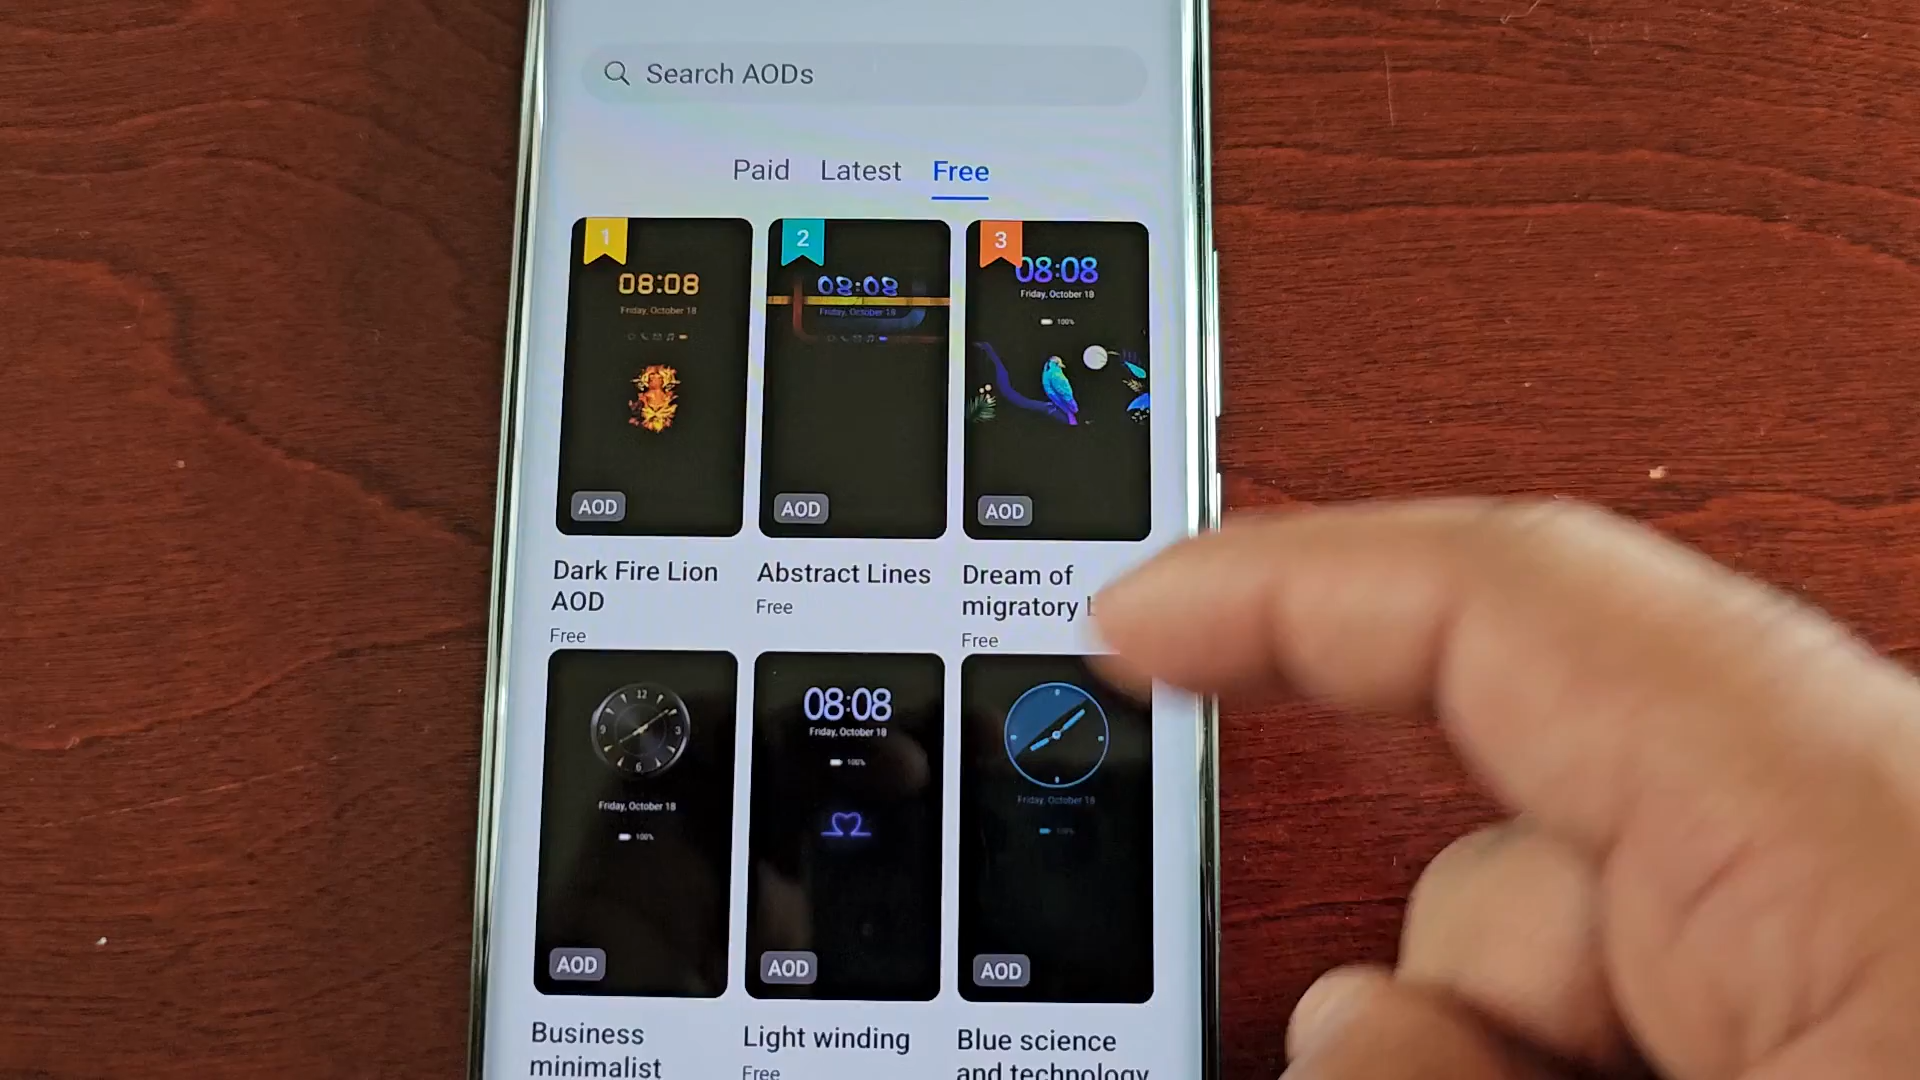 Search AODs
Paid Latest Free
1
08:08
Friday, October 18
AOD
2
08:08
Friday, October 18
AOD
3
08:08
Friday, October 18
100%
AOD
Dark Fire Lion
AOD
Free
Abstract Lines
Free
Dream of
migratory
Free
12
3
6
9
Friday, October 18
100%
AOD
08:08
Friday, October 18
100%
AOD
Friday, October 18
100%
AOD
Business
minimalist
Light winding
Free
Blue science
and technology